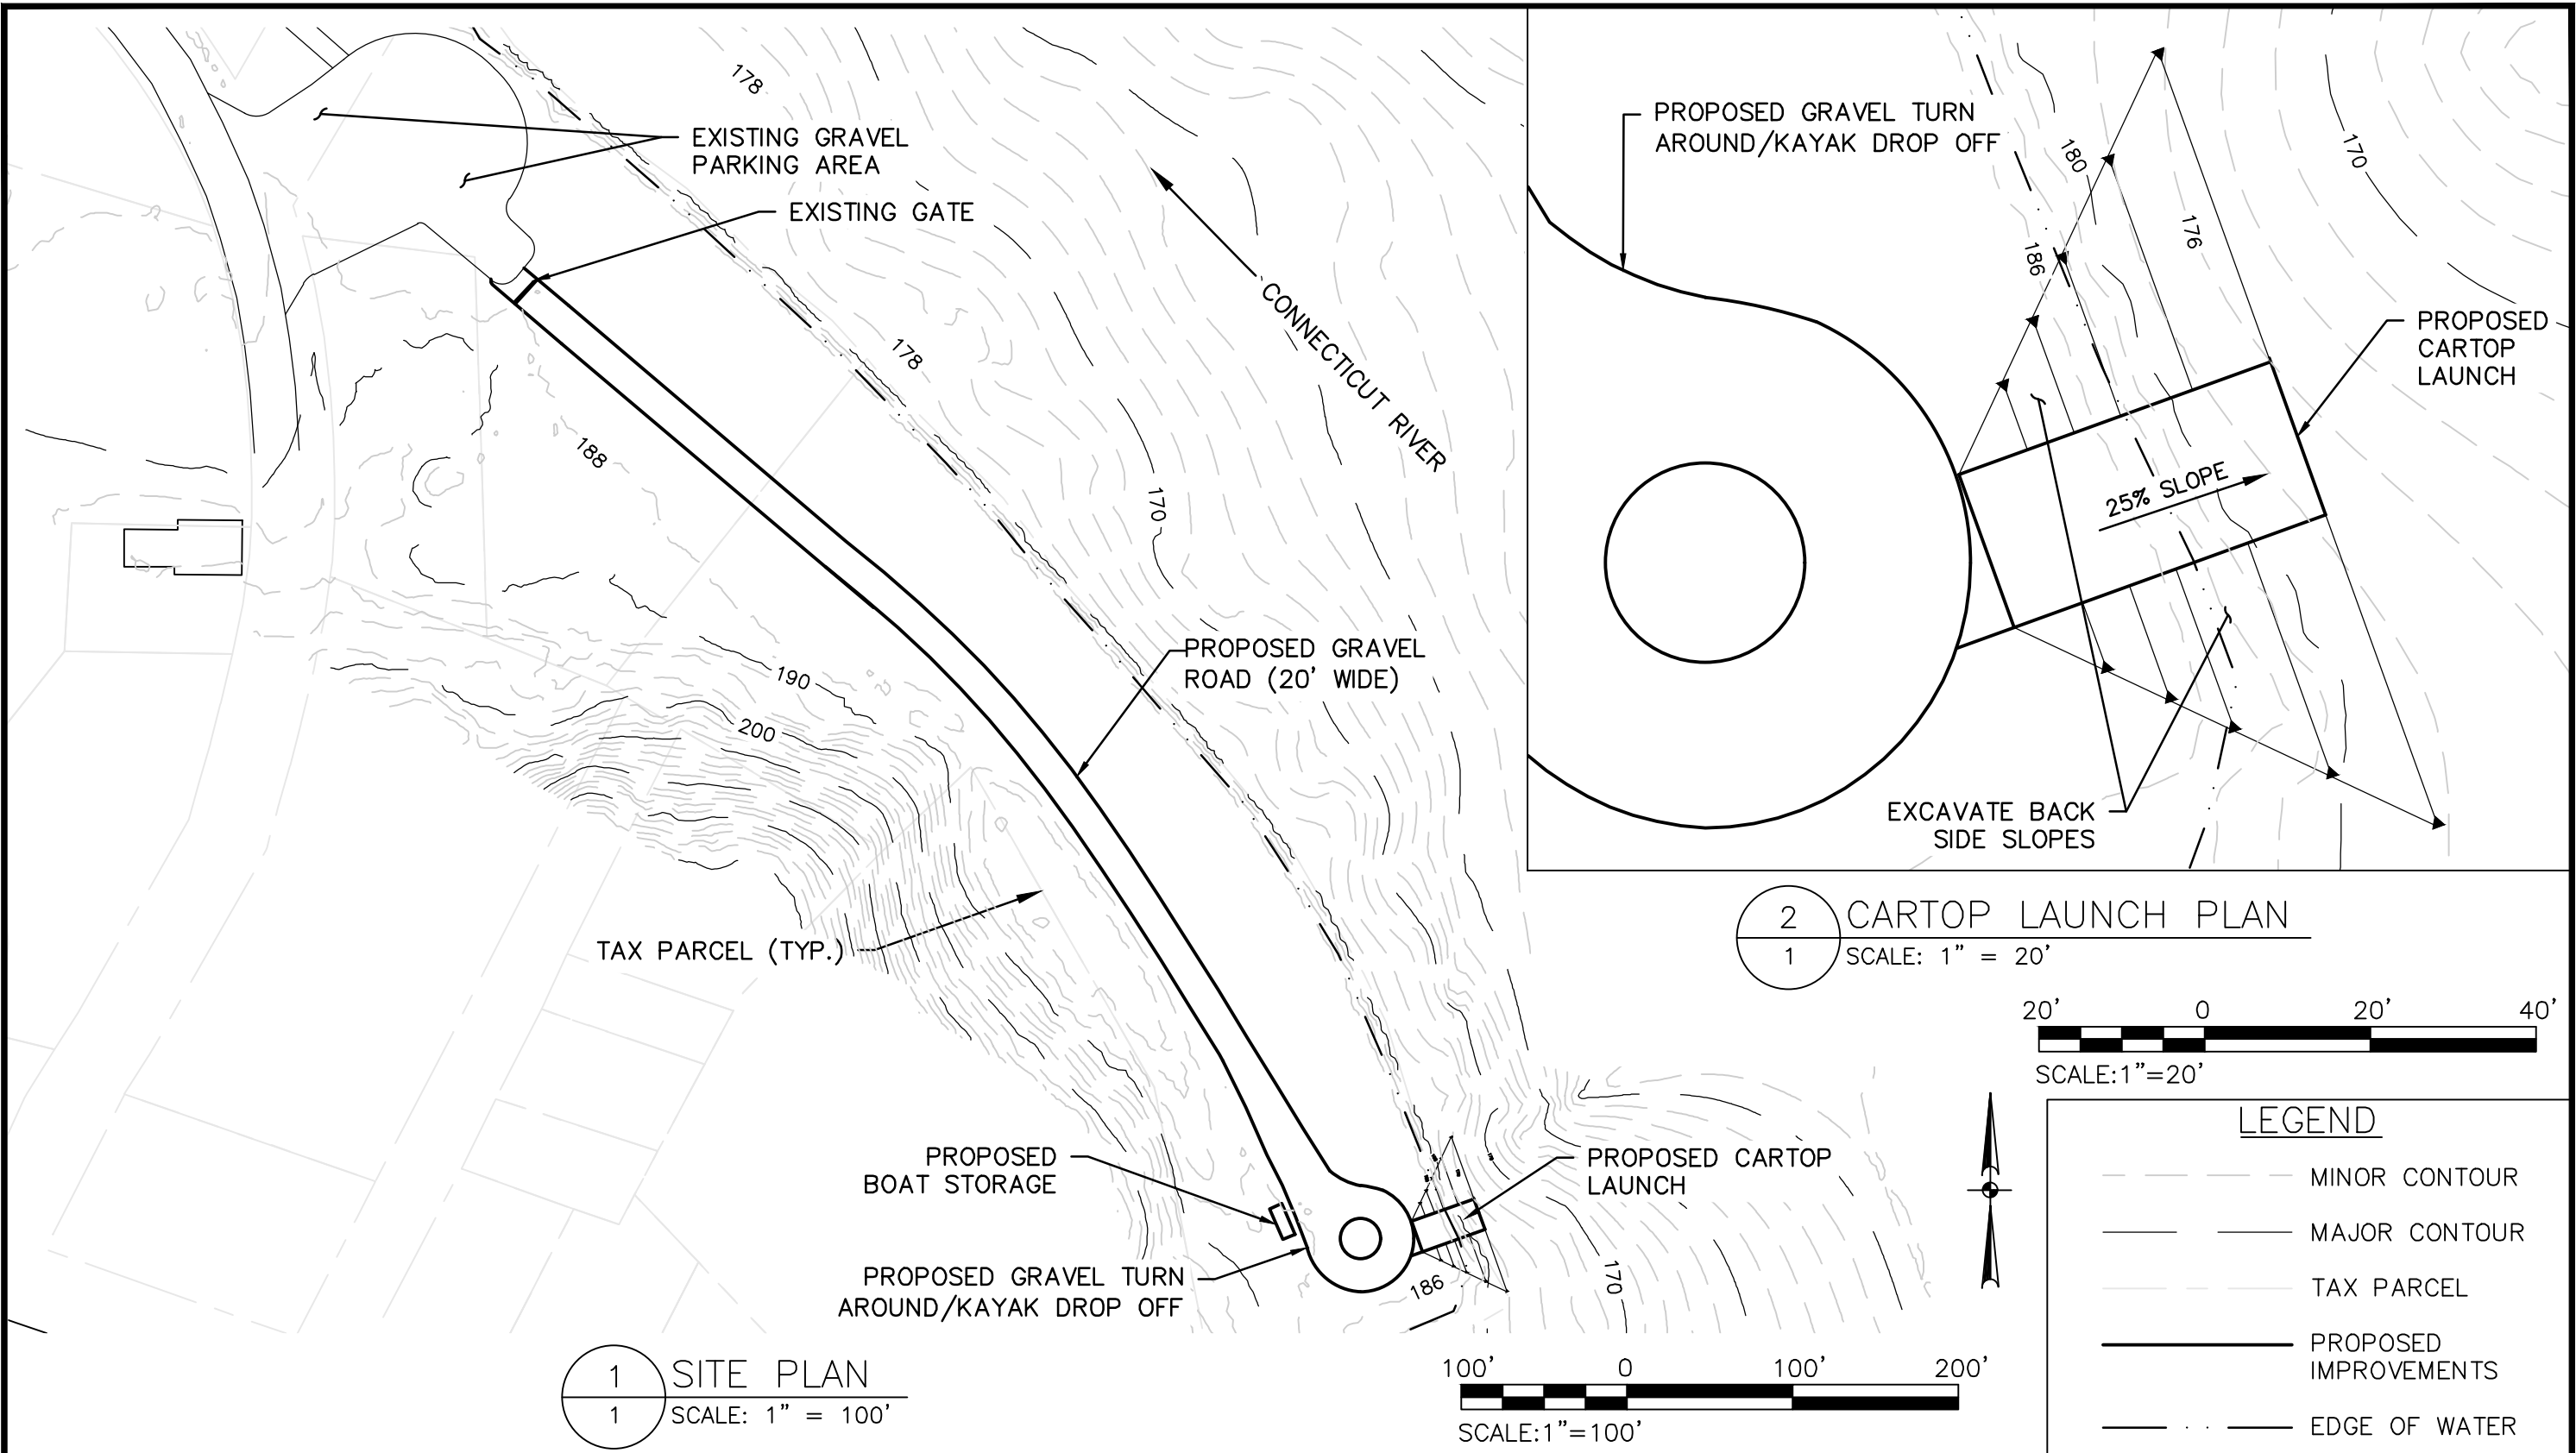 178
EXISTING GRAVEL
PARKING AREA
EXISTING GATE
CONNECTICUT RIVER
178
188
170
PROPOSED GRAVEL
ROAD (20' WIDE)
190
200
TAX PARCEL (TYP.)
PROPOSED
BOAT STORAGE
PROPOSED CARTOP
LAUNCH
PROPOSED GRAVEL TURN
AROUND/KAYAK DROP OFF
186
170
1
1
SITE PLAN
SCALE: 1" = 100'
100' 0 100' 200'
SCALE:1"=100'
PROPOSED GRAVEL TURN
AROUND/KAYAK DROP OFF
180
170
176
186
PROPOSED
CARTOP
LAUNCH
25% SLOPE
EXCAVATE BACK
SIDE SLOPES
2
1
CARTOP LAUNCH PLAN
SCALE: 1" = 20'
20' 0 20' 40'
SCALE:1"=20'
LEGEND
MINOR CONTOUR
MAJOR CONTOUR
TAX PARCEL
PROPOSED
IMPROVEMENTS
EDGE OF WATER